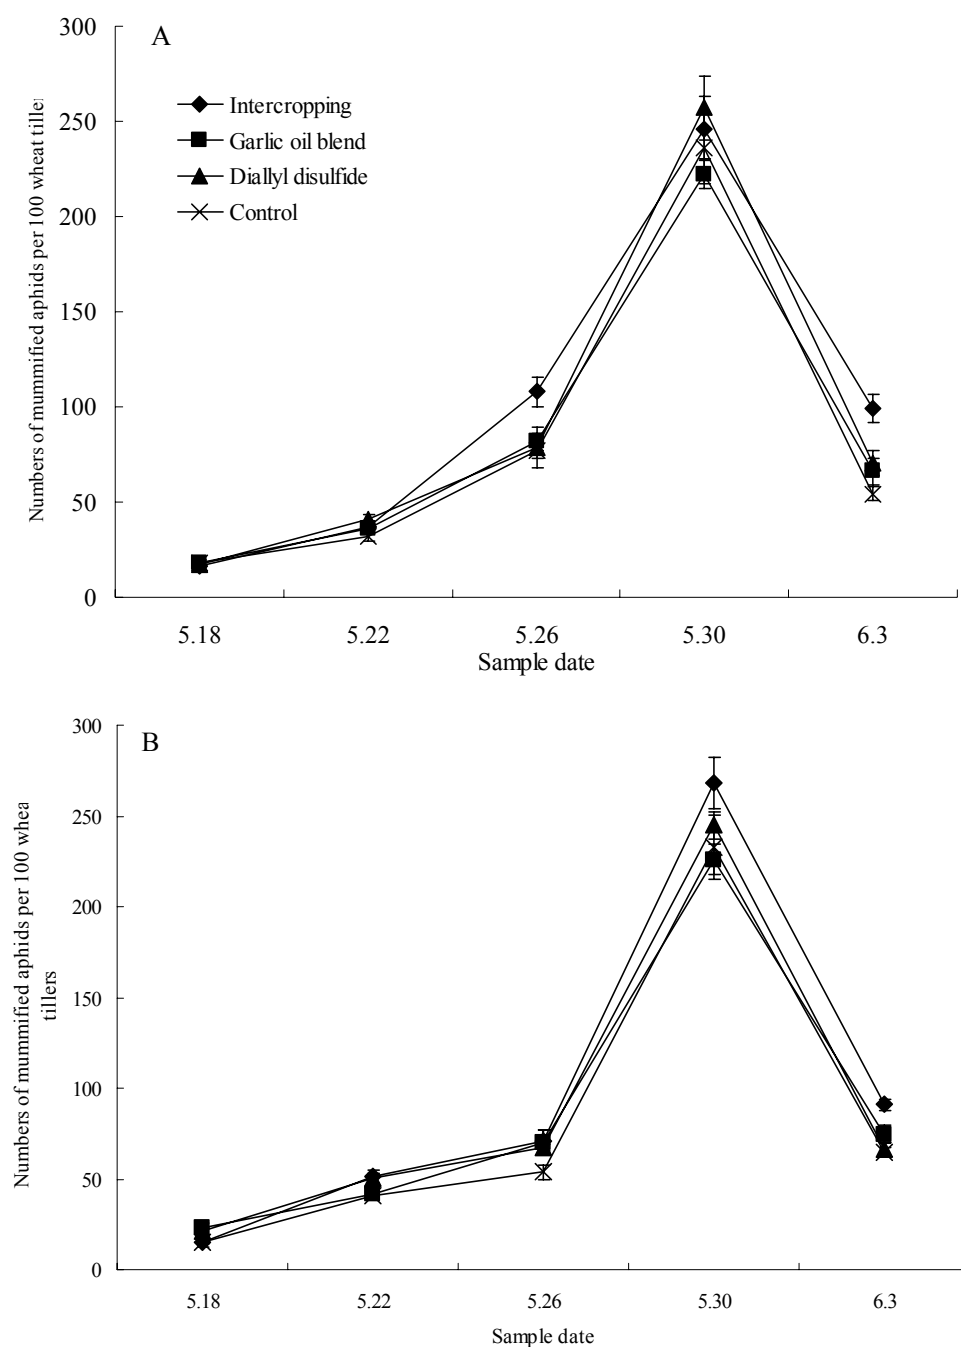 A
300
250
200
150
100
50
0
Numbers of mummified aphids per 100 wheat tille
Intercropping
Garlic oil blend
Diallyl disulfide
Control
5.18 5.22 5.26 5.30 6.3
Sample date
B
300
250
200
150
100
50
0
Numbers of mummified aphids per 100 whea
tillers
5.18 5.22 5.26 5.30 6.3
Sample date